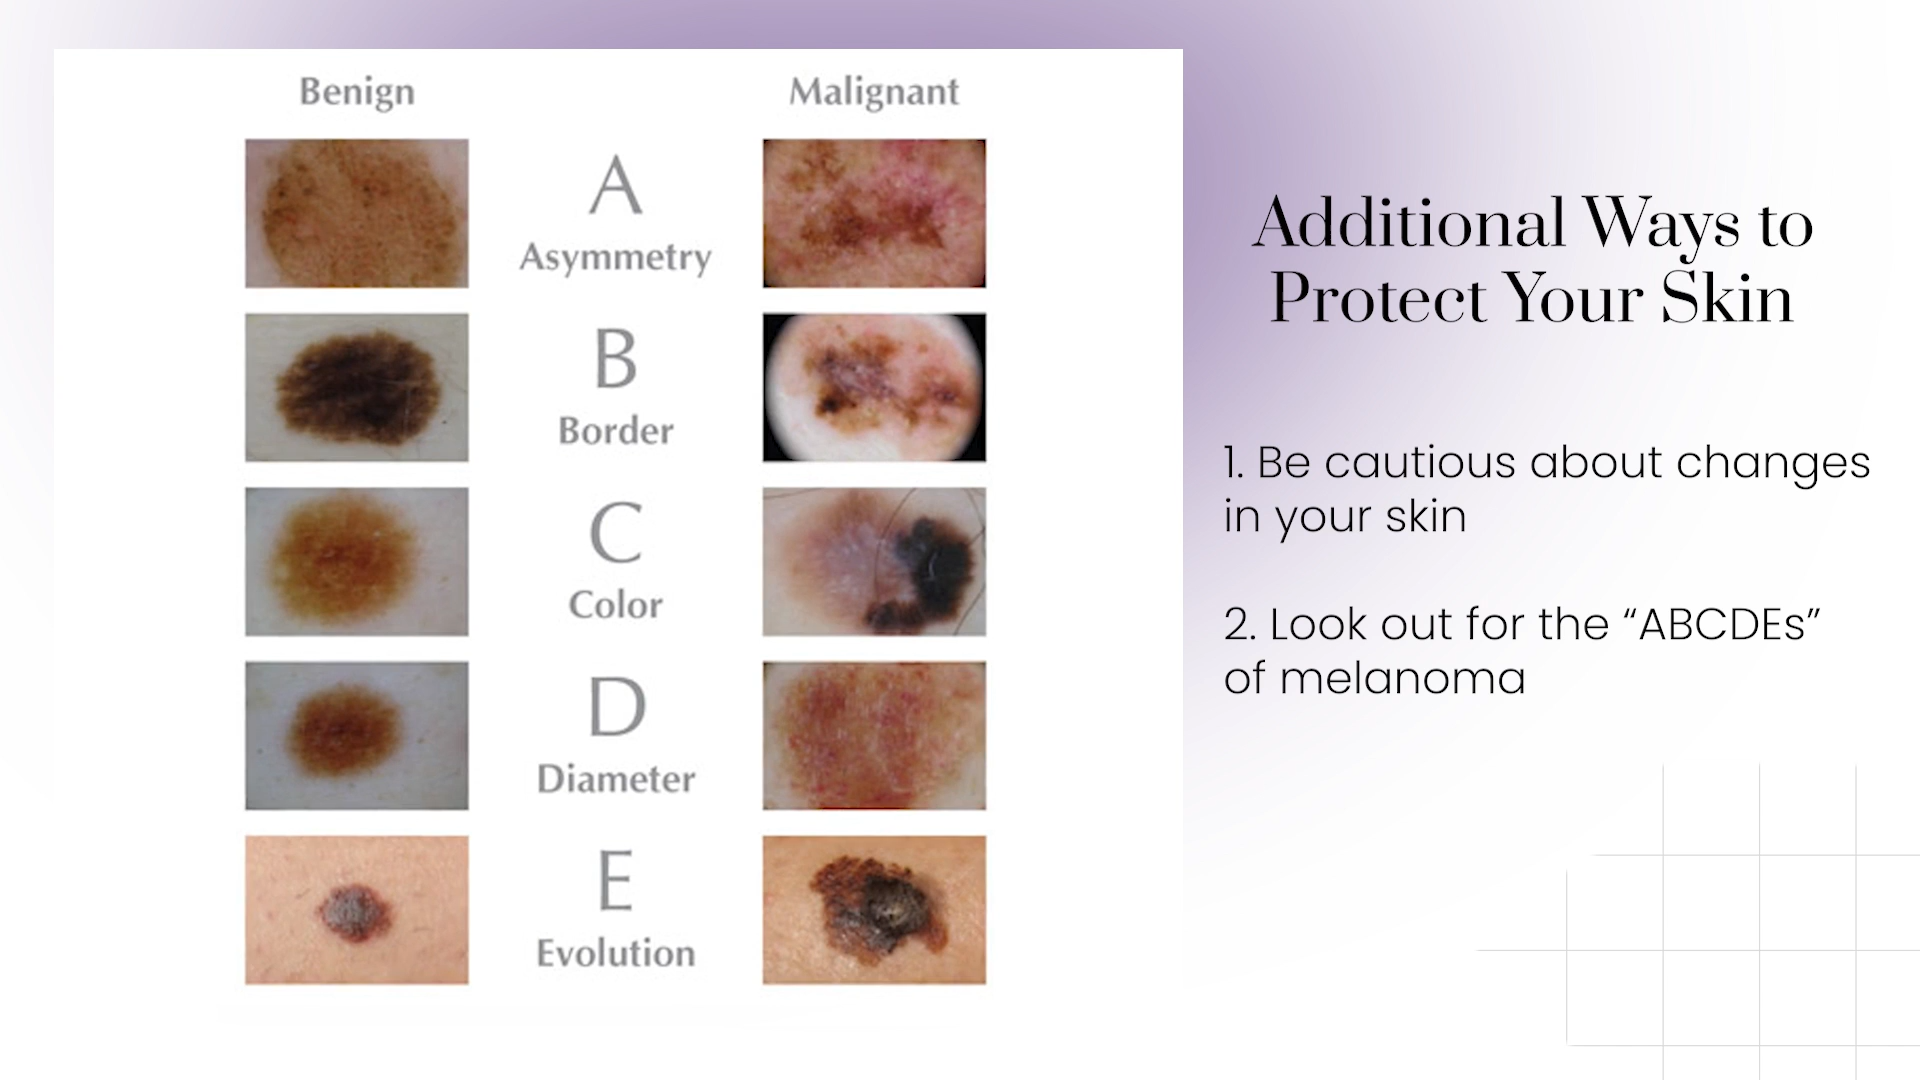 Benign
Malignant
A
Asymmetry
B
Border
C
Color
D
Diameter
E
Evolution
Additional Ways to
Protect Your Skin
1. Be cautious about changes
in your skin
2. Look out for the “ABCDEs”
of melanoma